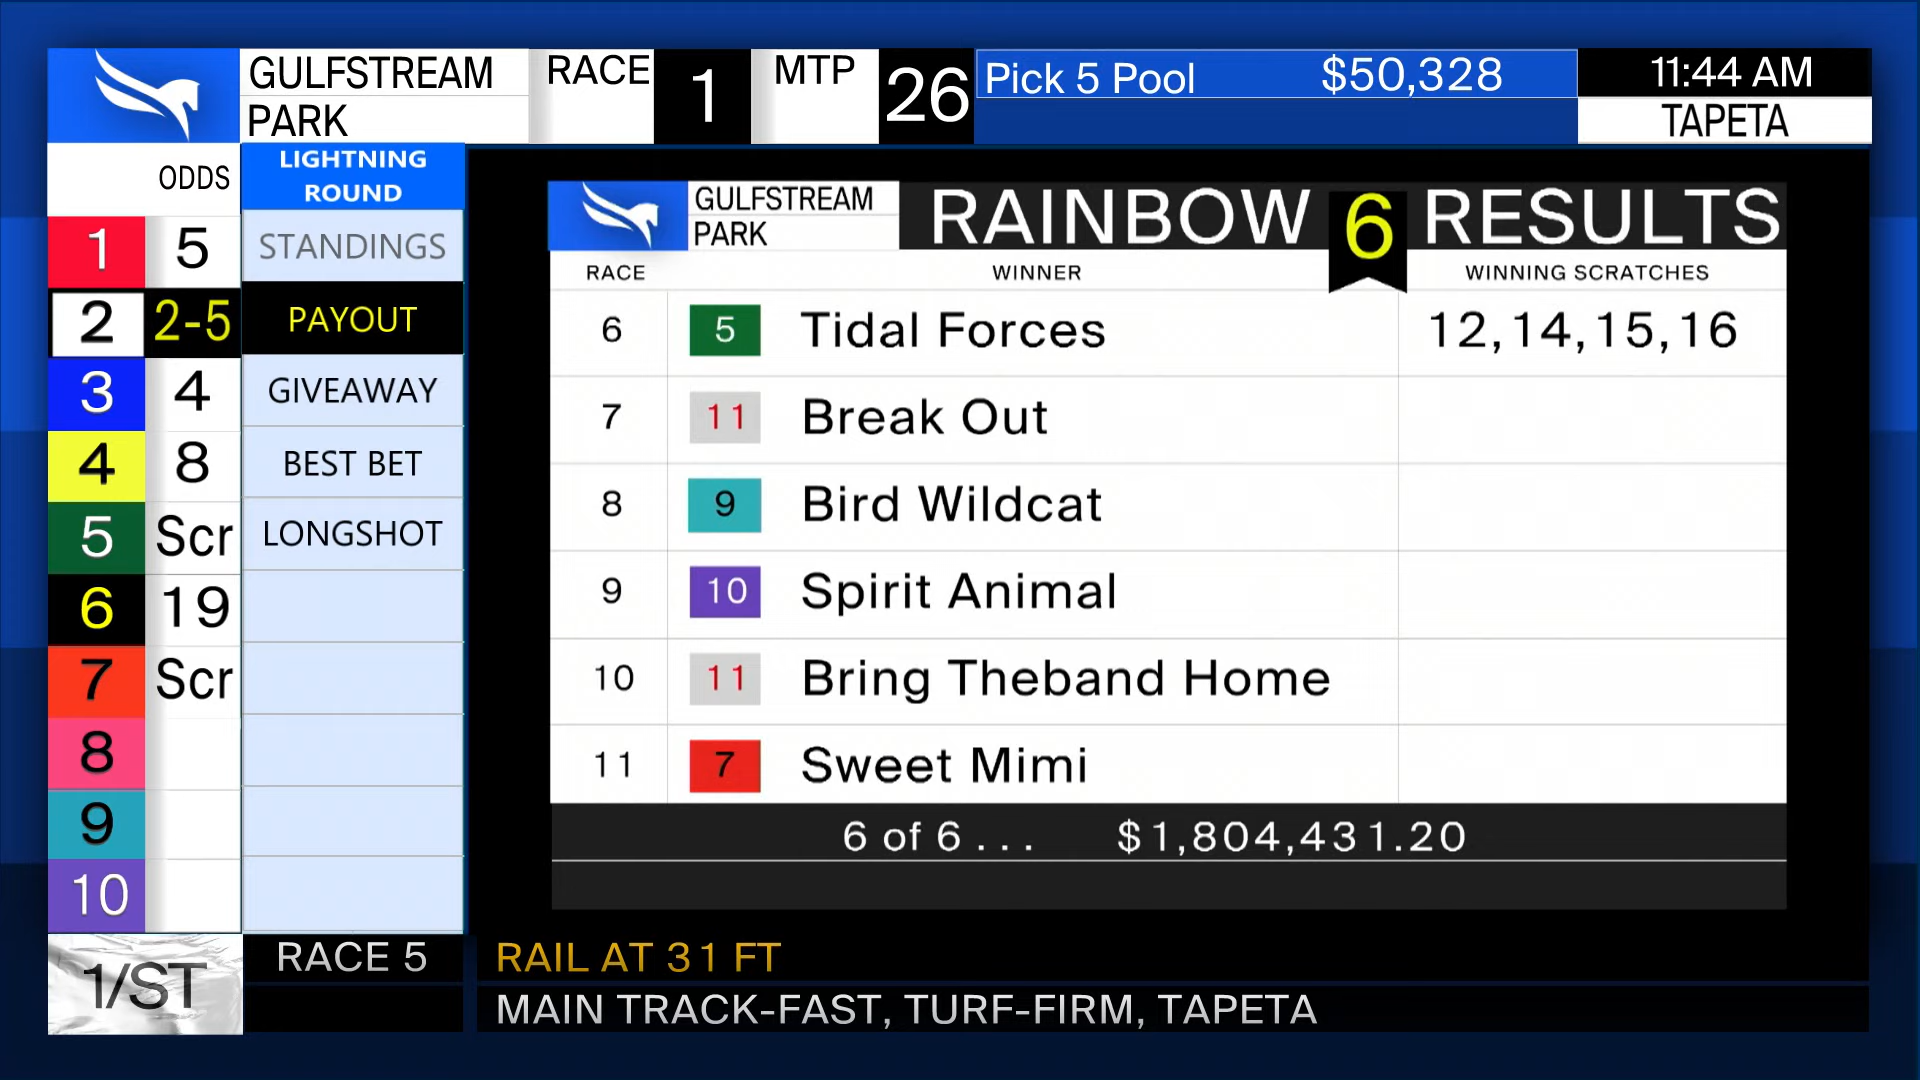 GULFSTREAM
PARK
RACE
1
MTP
26
Pick 5 Pool $50,328
11:44 AM
TAPETA
ODDS
1 5
2 2-5
3 4
4 8
5 Scr
6 19
7 Scr
8
9
10
LIGHTNING
ROUND
STANDINGS
PAYOUT
GIVEAWAY
BEST BET
LONGSHOT
GULFSTREAM
PARK
RAINBOW 6 RESULTS
RACE WINNER WINNING SCRATCHES
6 5 Tidal Forces 12,14,15,16
7 11 Break Out
8 9 Bird Wildcat
9 10 Spirit Animal
10 11 Bring Theband Home
11 7 Sweet Mimi
6 of 6 . . . $1,804,431.20
1/ST
RACE 5
RAIL AT 31 FT
MAIN TRACK-FAST, TURF-FIRM, TAPETA